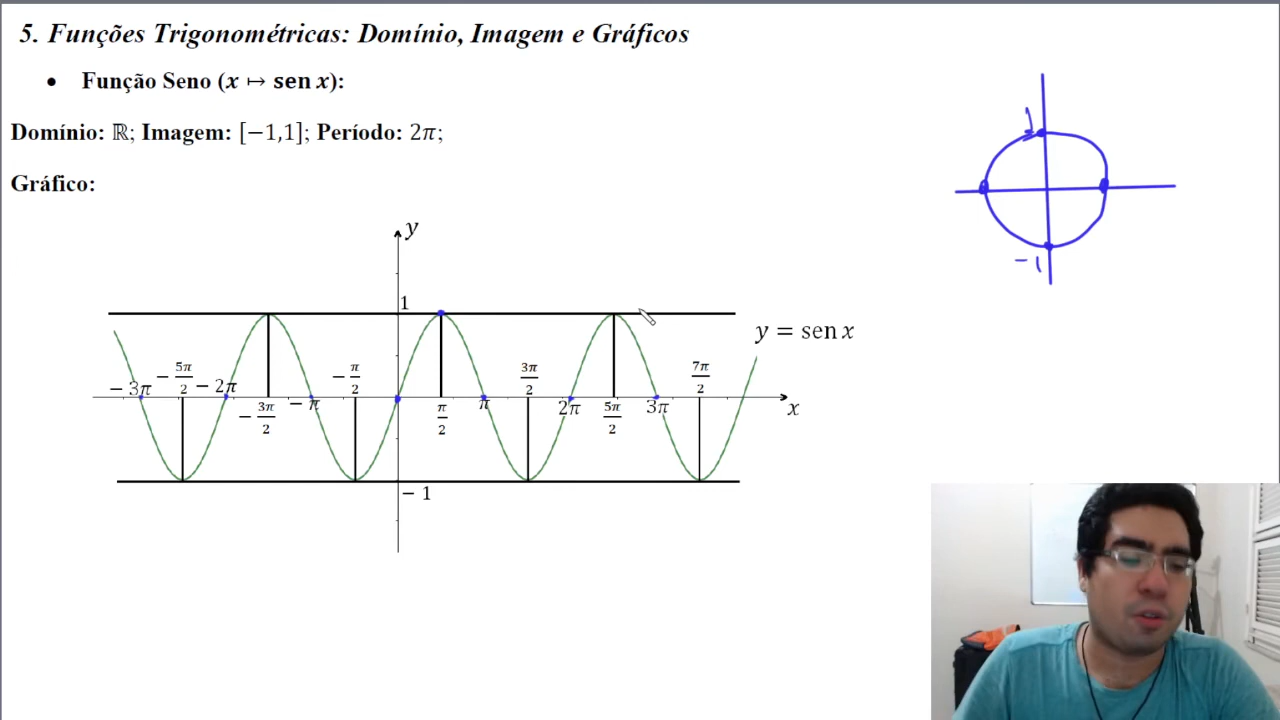 5. Funções Trigonométricas: Domínio, Imagem e Gráficos
• Função Seno (x ↦ sen x):
Domínio: ℝ; Imagem: [−1,1]; Período: 2π;
Gráfico:
y
1
y = sen x
− 3π
− 5π/2
− 2π
− 3π/2
− π
− π/2
π/2
π
3π/2
2π
5π/2
3π
7π/2
x
− 1
1
−1